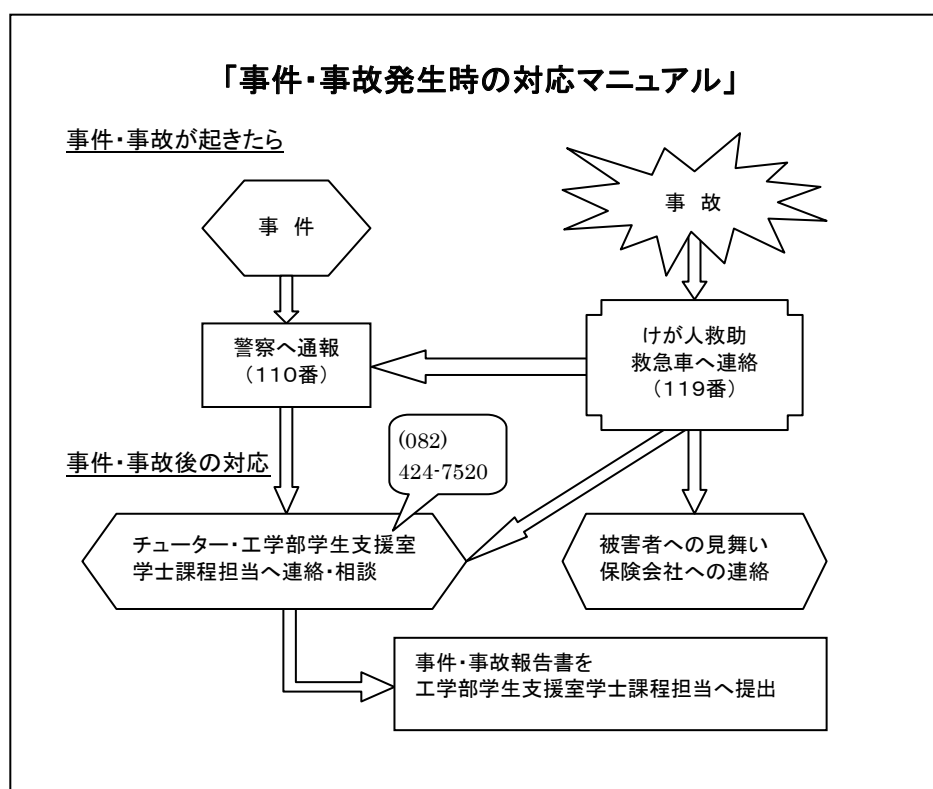 「事件・事故発生時の対応マニュアル」
事件・事故が起きたら
事 件
事 故
警察へ通報
（１１０番）
けが人救助
救急車へ連絡
（１１９番）
事件・事故後の対応
(082)
424-7520
チューター・工学部学生支援室
学士課程担当へ連絡・相談
被害者への見舞い
保険会社への連絡
事件・事故報告書を
工学部学生支援室学士課程担当へ提出